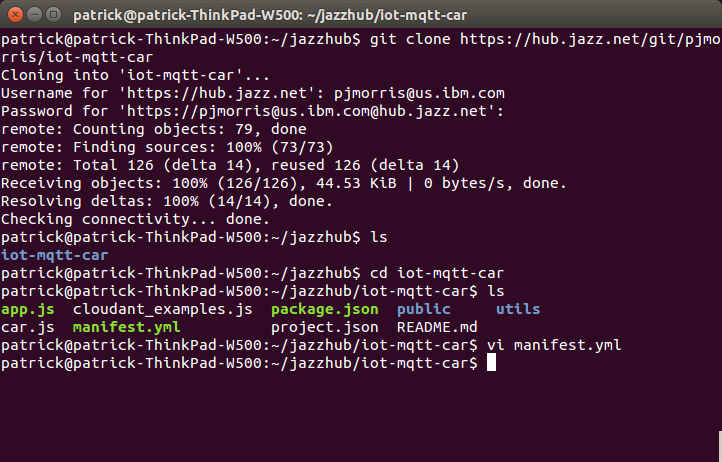 patrick@patrick-ThinkPad-W500: ~/jazzhub/iot-mqtt-car
patrick@patrick-ThinkPad-W500:~/jazzhub$ git clone https://hub.jazz.net/git/pjmo
rris/iot-mqtt-car
Cloning into 'iot-mqtt-car'...
Username for 'https://hub.jazz.net': pjmorris@us.ibm.com
Password for 'https://pjmorris@us.ibm.com@hub.jazz.net':
remote: Counting objects: 79, done
remote: Finding sources: 100% (73/73)
remote: Total 126 (delta 14), reused 126 (delta 14)
Receiving objects: 100% (126/126), 44.53 KiB | 0 bytes/s, done.
Resolving deltas: 100% (14/14), done.
Checking connectivity... done.
patrick@patrick-ThinkPad-W500:~/jazzhub$ ls
iot-mqtt-car
patrick@patrick-ThinkPad-W500:~/jazzhub$ cd iot-mqtt-car
patrick@patrick-ThinkPad-W500:~/jazzhub/iot-mqtt-car$ ls
app.js  cloudant_examples.js  package.json  public     utils
car.js  manifest.yml          project.json  README.md
patrick@patrick-ThinkPad-W500:~/jazzhub/iot-mqtt-car$ vi manifest.yml
patrick@patrick-ThinkPad-W500:~/jazzhub/iot-mqtt-car$